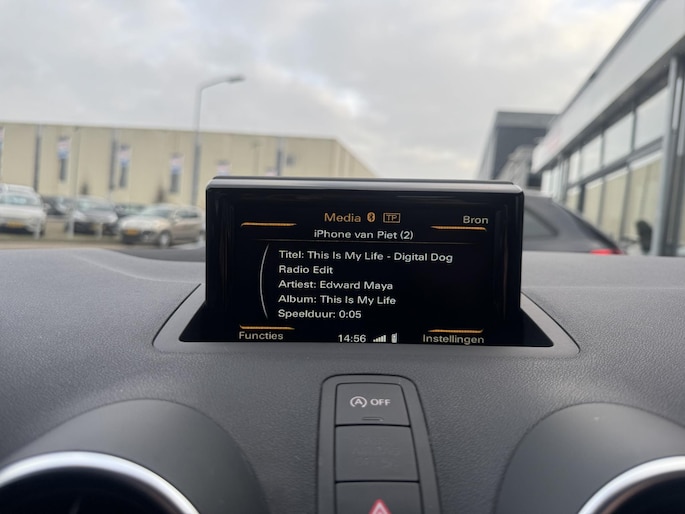 Media TP Bron
iPhone van Piet (2)
Titel: This Is My Life - Digital Dog
Radio Edit
Artiest: Edward Maya
Album: This Is My Life
Speelduur: 0:05
Functies 14:56 Instellingen
A OFF